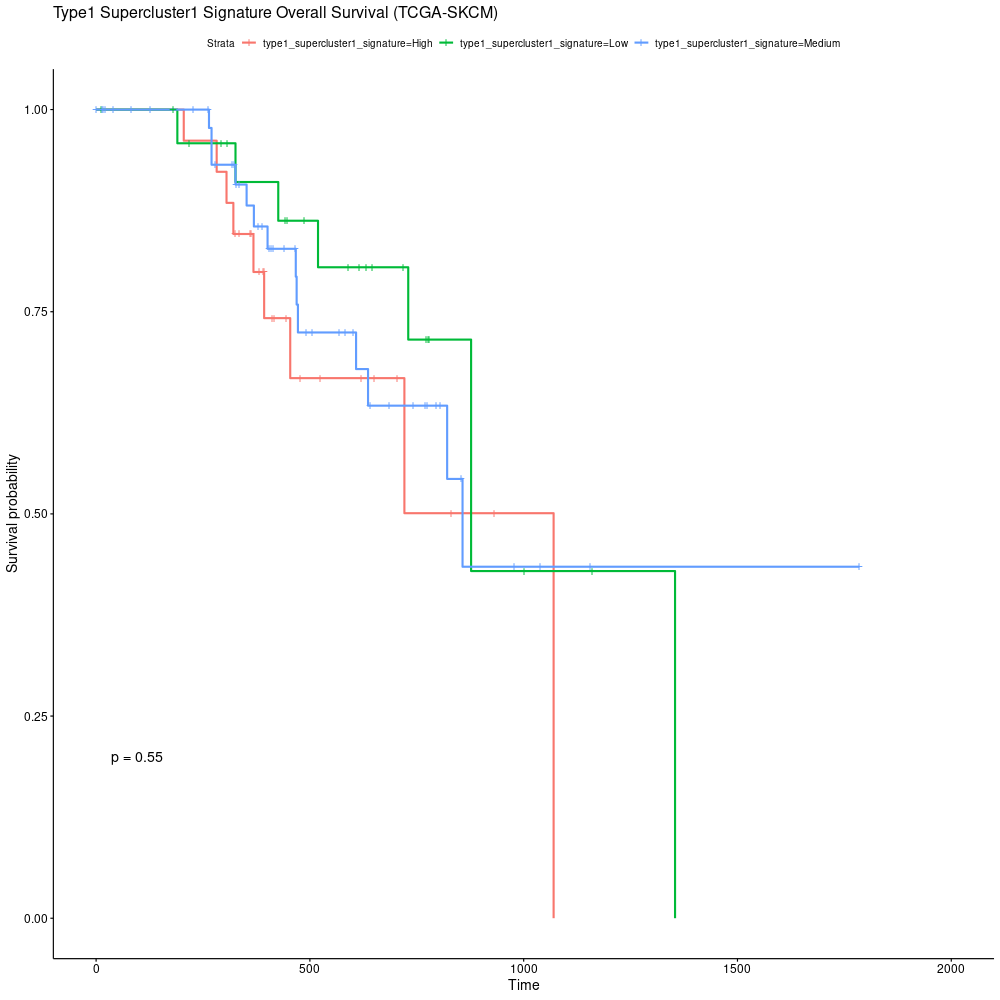 Type1 Supercluster1 Signature Overall Survival (TCGA-SKCM)
Strata type1_supercluster1_signature=High type1_supercluster1_signature=Low type1_supercluster1_signature=Medium
1.00
0.75
0.50
0.25
0.00
Survival probability
p = 0.55
0 500 1000 1500 2000
Time